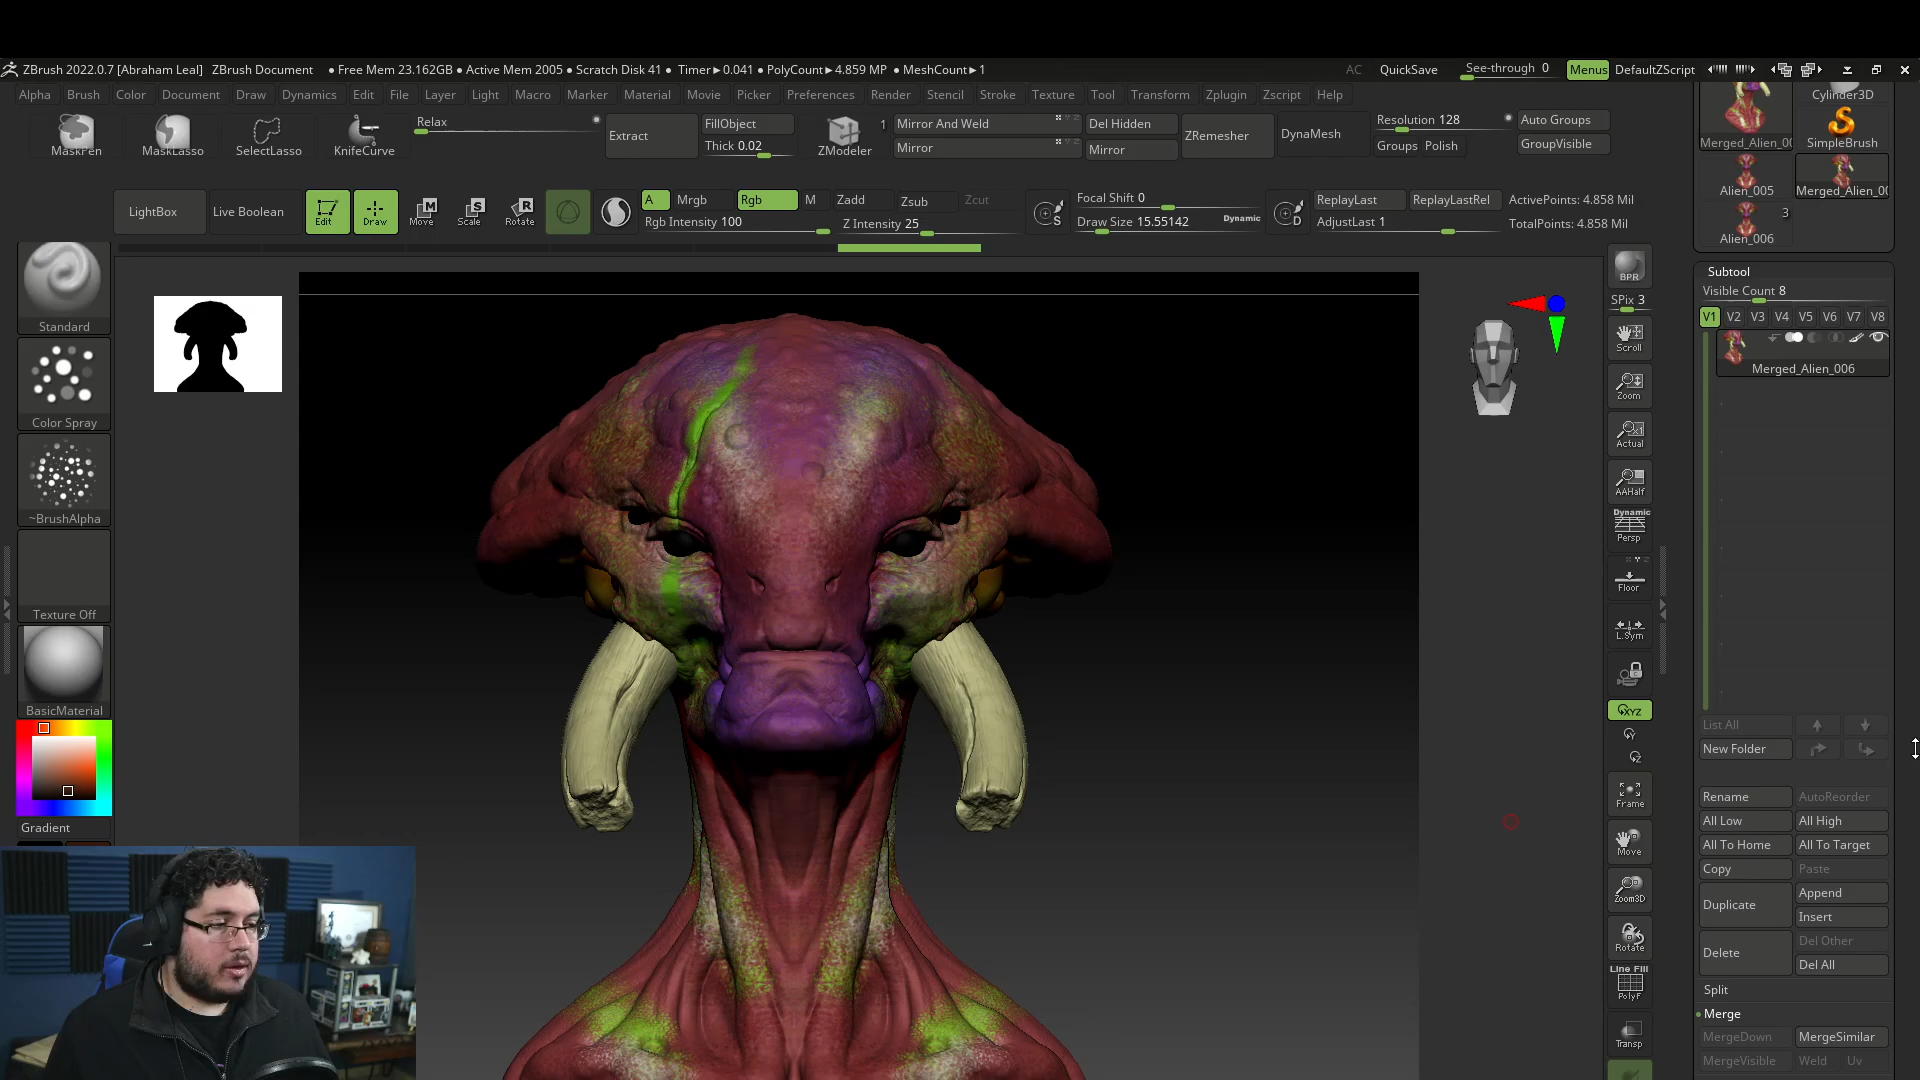 ZBrush 2022.0.7 [Abraham Leal] ZBrush Document • Free Mem 23.162GB • Active Mem 2005 • Scratch Disk 41 • Timer▸0.041 • PolyCount▸4.859 MP • MeshCount▸1 AC QuickSave See-through 0 Menus DefaultZScript
Alpha Brush Color Document Draw Dynamics Edit File Layer Light Macro Marker Material Movie Picker Preferences Render Stencil Stroke Texture Tool Transform Zplugin Zscript Help
MaskPen MaskLasso SelectLasso KnifeCurve Relax Extract FillObject Thick 0.02 ZModeler 1 Mirror And Weld Mirror Del Hidden Mirror ZRemesher DynaMesh Resolution 128 Groups Polish Auto Groups GroupVisible
LightBox Live Boolean Edit Draw Move Scale Rotate A Mrgb Rgb M Zadd Zsub Zcut Focal Shift 0 ReplayLast ReplayLastRel ActivePoints: 4.858 Mil
Rgb Intensity 100 Z Intensity 25 Draw Size 15.55142 Dynamic AdjustLast 1 TotalPoints: 4.858 Mil
Standard
Color Spray
~BrushAlpha
Texture Off
BasicMaterial
Gradient
BPR
SPix 3
Scroll
Zoom
Actual
AAHalf
Dynamic
Persp
Floor
L.Sym
XYZ
Y
Z
Frame
Move
Zoom3D
Rotate
Line Fill
PolyF
Transp
Cylinder3D
Merged_Alien_00 SimpleBrush
Alien_005 Merged_Alien_00
3
Alien_006
Subtool
Visible Count 8
V1 V2 V3 V4 V5 V6 V7 V8
Merged_Alien_006
List All
New Folder
Rename AutoReorder
All Low All High
All To Home All To Target
Copy Paste
Duplicate Append
Insert
Delete Del Other
Del All
Split
Merge
MergeDown MergeSimilar
MergeVisible Weld Uv